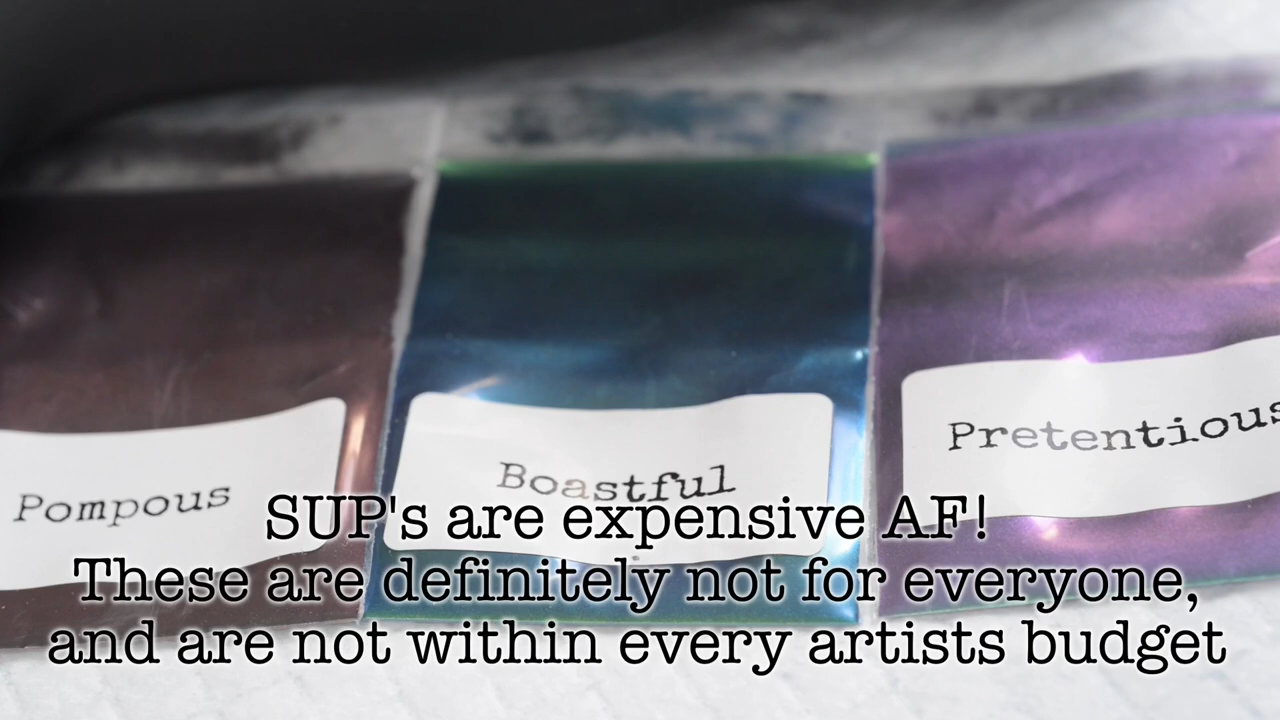 Pompous
Boastful
Pretentious
SUP's are expensive AF!
These are definitely not for everyone,
and are not within every artists budget